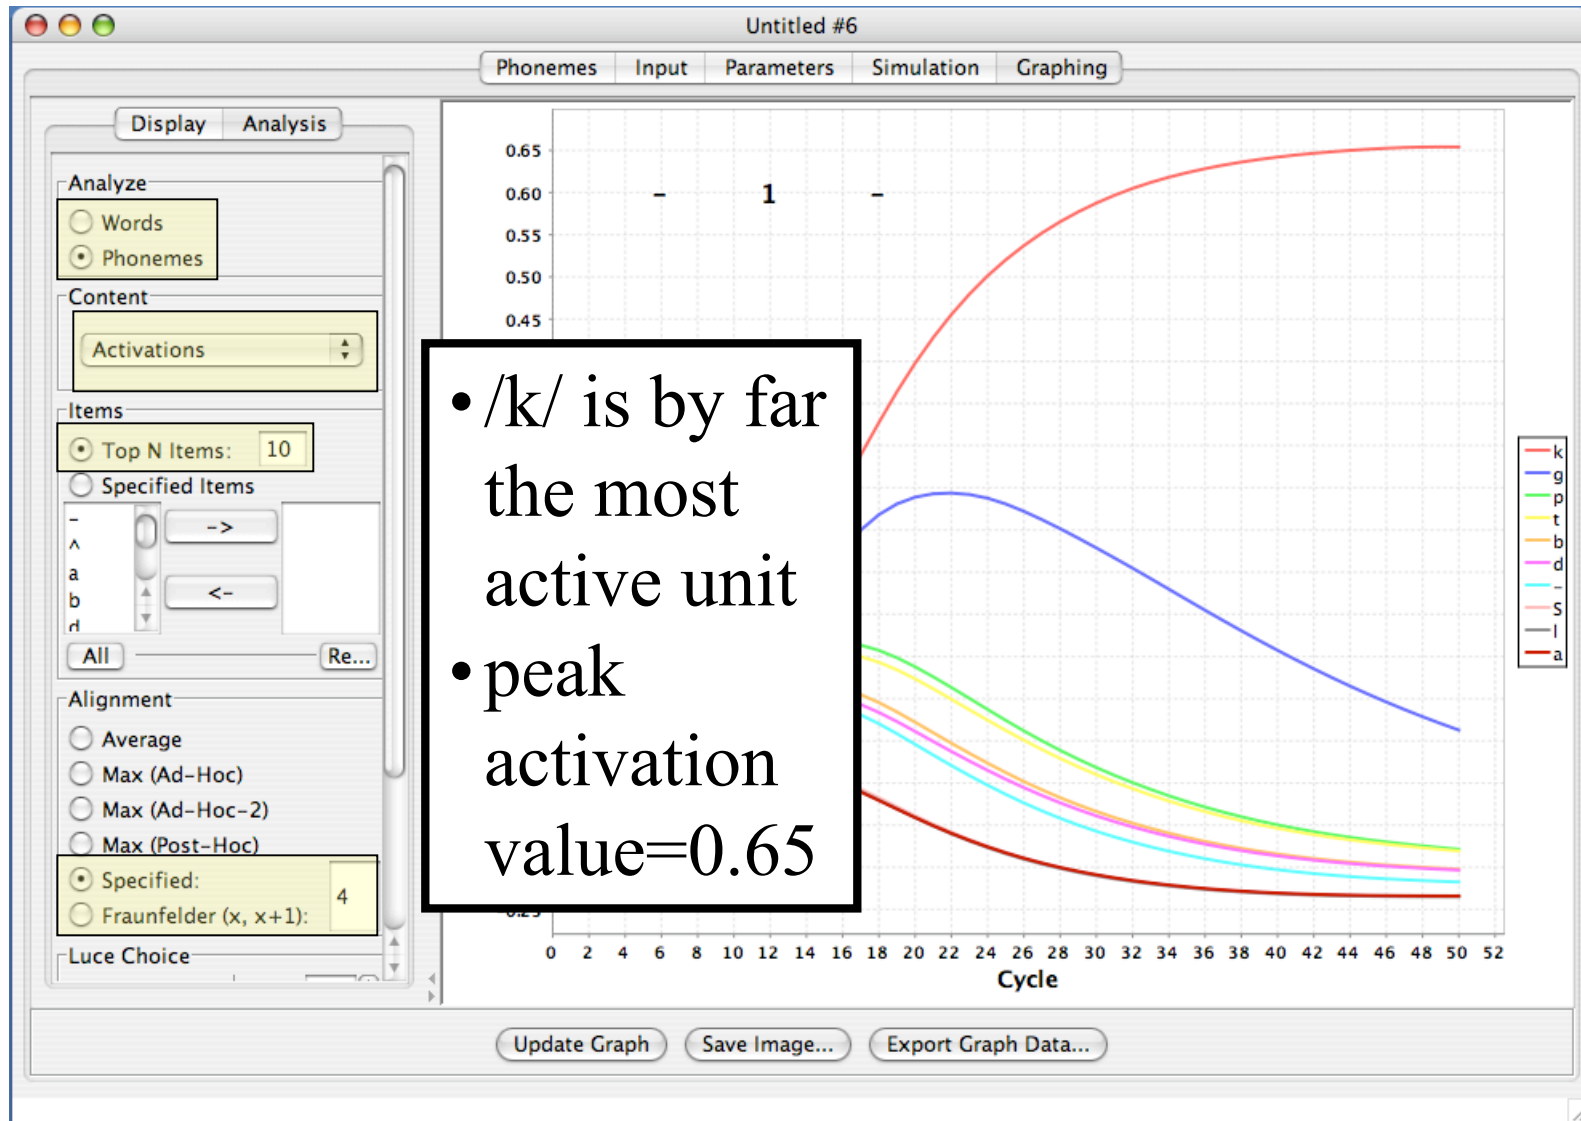 Untitled #6
Phonemes Input Parameters Simulation Graphing
Display Analysis
Analyze
Words
Phonemes
Content
Activations
Items
Top N Items: 10
Specified Items
-
^
a
b
d
->
<-
All Re...
Alignment
Average
Max (Ad-Hoc)
Max (Ad-Hoc-2)
Max (Post-Hoc)
Specified:
4
Fraunfelder (x, x+1):
Luce Choice
0.65
0.60
0.55
0.50
0.45
- 1 -
• /k/ is by far
the most
active unit
• peak
activation
value=0.65
-0.25
0 2 4 6 8 10 12 14 16 18 20 22 24 26 28 30 32 34 36 38 40 42 44 46 48 50 52
Cycle
k
g
p
t
b
d
-
S
l
a
Update Graph Save Image... Export Graph Data...